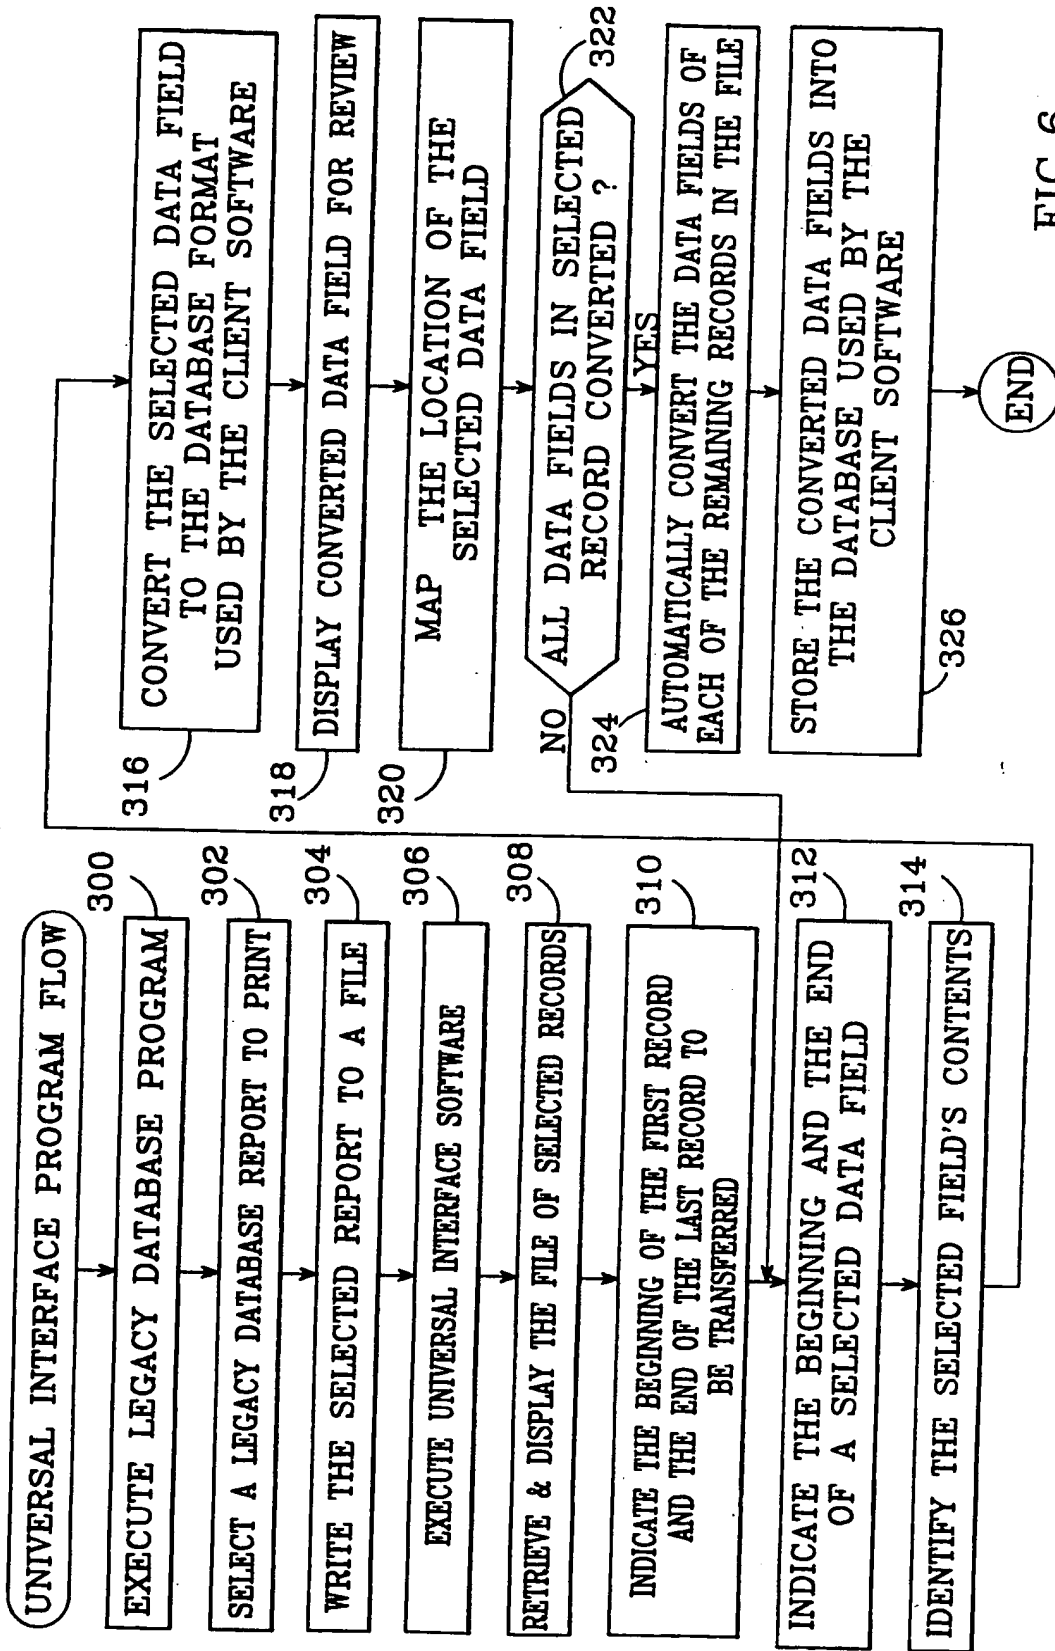 UNIVERSAL INTERFACE PROGRAM FLOW
300
EXECUTE LEGACY DATABASE PROGRAM
302
SELECT A LEGACY DATABASE REPORT TO PRINT
304
WRITE THE SELECTED REPORT TO A FILE
306
EXECUTE UNIVERSAL INTERFACE SOFTWARE
308
RETRIEVE & DISPLAY THE FILE OF SELECTED RECORDS
310
INDICATE THE BEGINNING OF THE FIRST RECORD
AND THE END OF THE LAST RECORD TO
BE TRANSFERRED
312
INDICATE THE BEGINNING AND THE END
OF A SELECTED DATA FIELD
314
IDENTIFY THE SELECTED FIELD'S CONTENTS
316
CONVERT THE SELECTED DATA FIELD
TO THE DATABASE FORMAT
USED BY THE CLIENT SOFTWARE
318
DISPLAY CONVERTED DATA FIELD FOR REVIEW
320
MAP THE LOCATION OF THE
SELECTED DATA FIELD
322
NO
ALL DATA FIELDS IN SELECTED
RECORD CONVERTED ?
YES
324
AUTOMATICALLY CONVERT THE DATA FIELDS OF
EACH OF THE REMAINING RECORDS IN THE FILE
STORE THE CONVERTED DATA FIELDS INTO
THE DATABASE USED BY THE
CLIENT SOFTWARE
326
END
FIG. 6